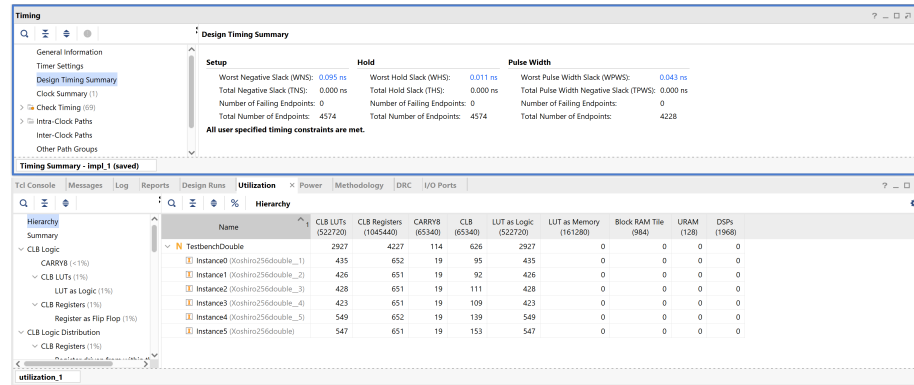 Timing
Design Timing Summary
General Information
Timer Settings
Design Timing Summary
Clock Summary (1)
Check Timing (69)
Intra-Clock Paths
Inter-Clock Paths
Other Path Groups
Setup Hold Pulse Width
Worst Negative Slack (WNS): 0.095 ns Worst Hold Slack (WHS): 0.011 ns Worst Pulse Width Slack (WPWS): 0.043 ns
Total Negative Slack (TNS): 0.000 ns Total Hold Slack (THS): 0.000 ns Total Pulse Width Negative Slack (TPWS): 0.000 ns
Number of Failing Endpoints: 0 Number of Failing Endpoints: 0 Number of Failing Endpoints: 0
Total Number of Endpoints: 4574 Total Number of Endpoints: 4574 Total Number of Endpoints: 4228
All user specified timing constraints are met.
Timing Summary - impl_1 (saved)
Tcl Console Messages Log Reports Design Runs Utilization × Power Methodology DRC I/O Ports
Hierarchy
Hierarchy
Summary
CLB Logic
CARRY8 (<1%)
CLB LUTs (1%)
LUT as Logic (1%)
CLB Registers (1%)
Register as Flip Flop (1%)
CLB Logic Distribution
CLB Registers (1%)
Register driven from within t
Name 1 CLB LUTs CLB Registers CARRY8 CLB LUT as Logic LUT as Memory Block RAM Tile URAM DSPs
(522720) (1045440) (65340) (65340) (522720) (161280) (984) (128) (1968)
N TestbenchDouble 2927 4227 114 626 2927 0 0 0 0
I Instance0 (Xoshiro256double__1) 435 652 19 95 435 0 0 0 0
I Instance1 (Xoshiro256double__2) 426 651 19 92 426 0 0 0 0
I Instance2 (Xoshiro256double__3) 428 651 19 111 428 0 0 0 0
I Instance3 (Xoshiro256double__4) 423 651 19 109 423 0 0 0 0
I Instance4 (Xoshiro256double__5) 549 652 19 139 549 0 0 0 0
I Instance5 (Xoshiro256double) 547 651 19 153 547 0 0 0 0
utilization_1